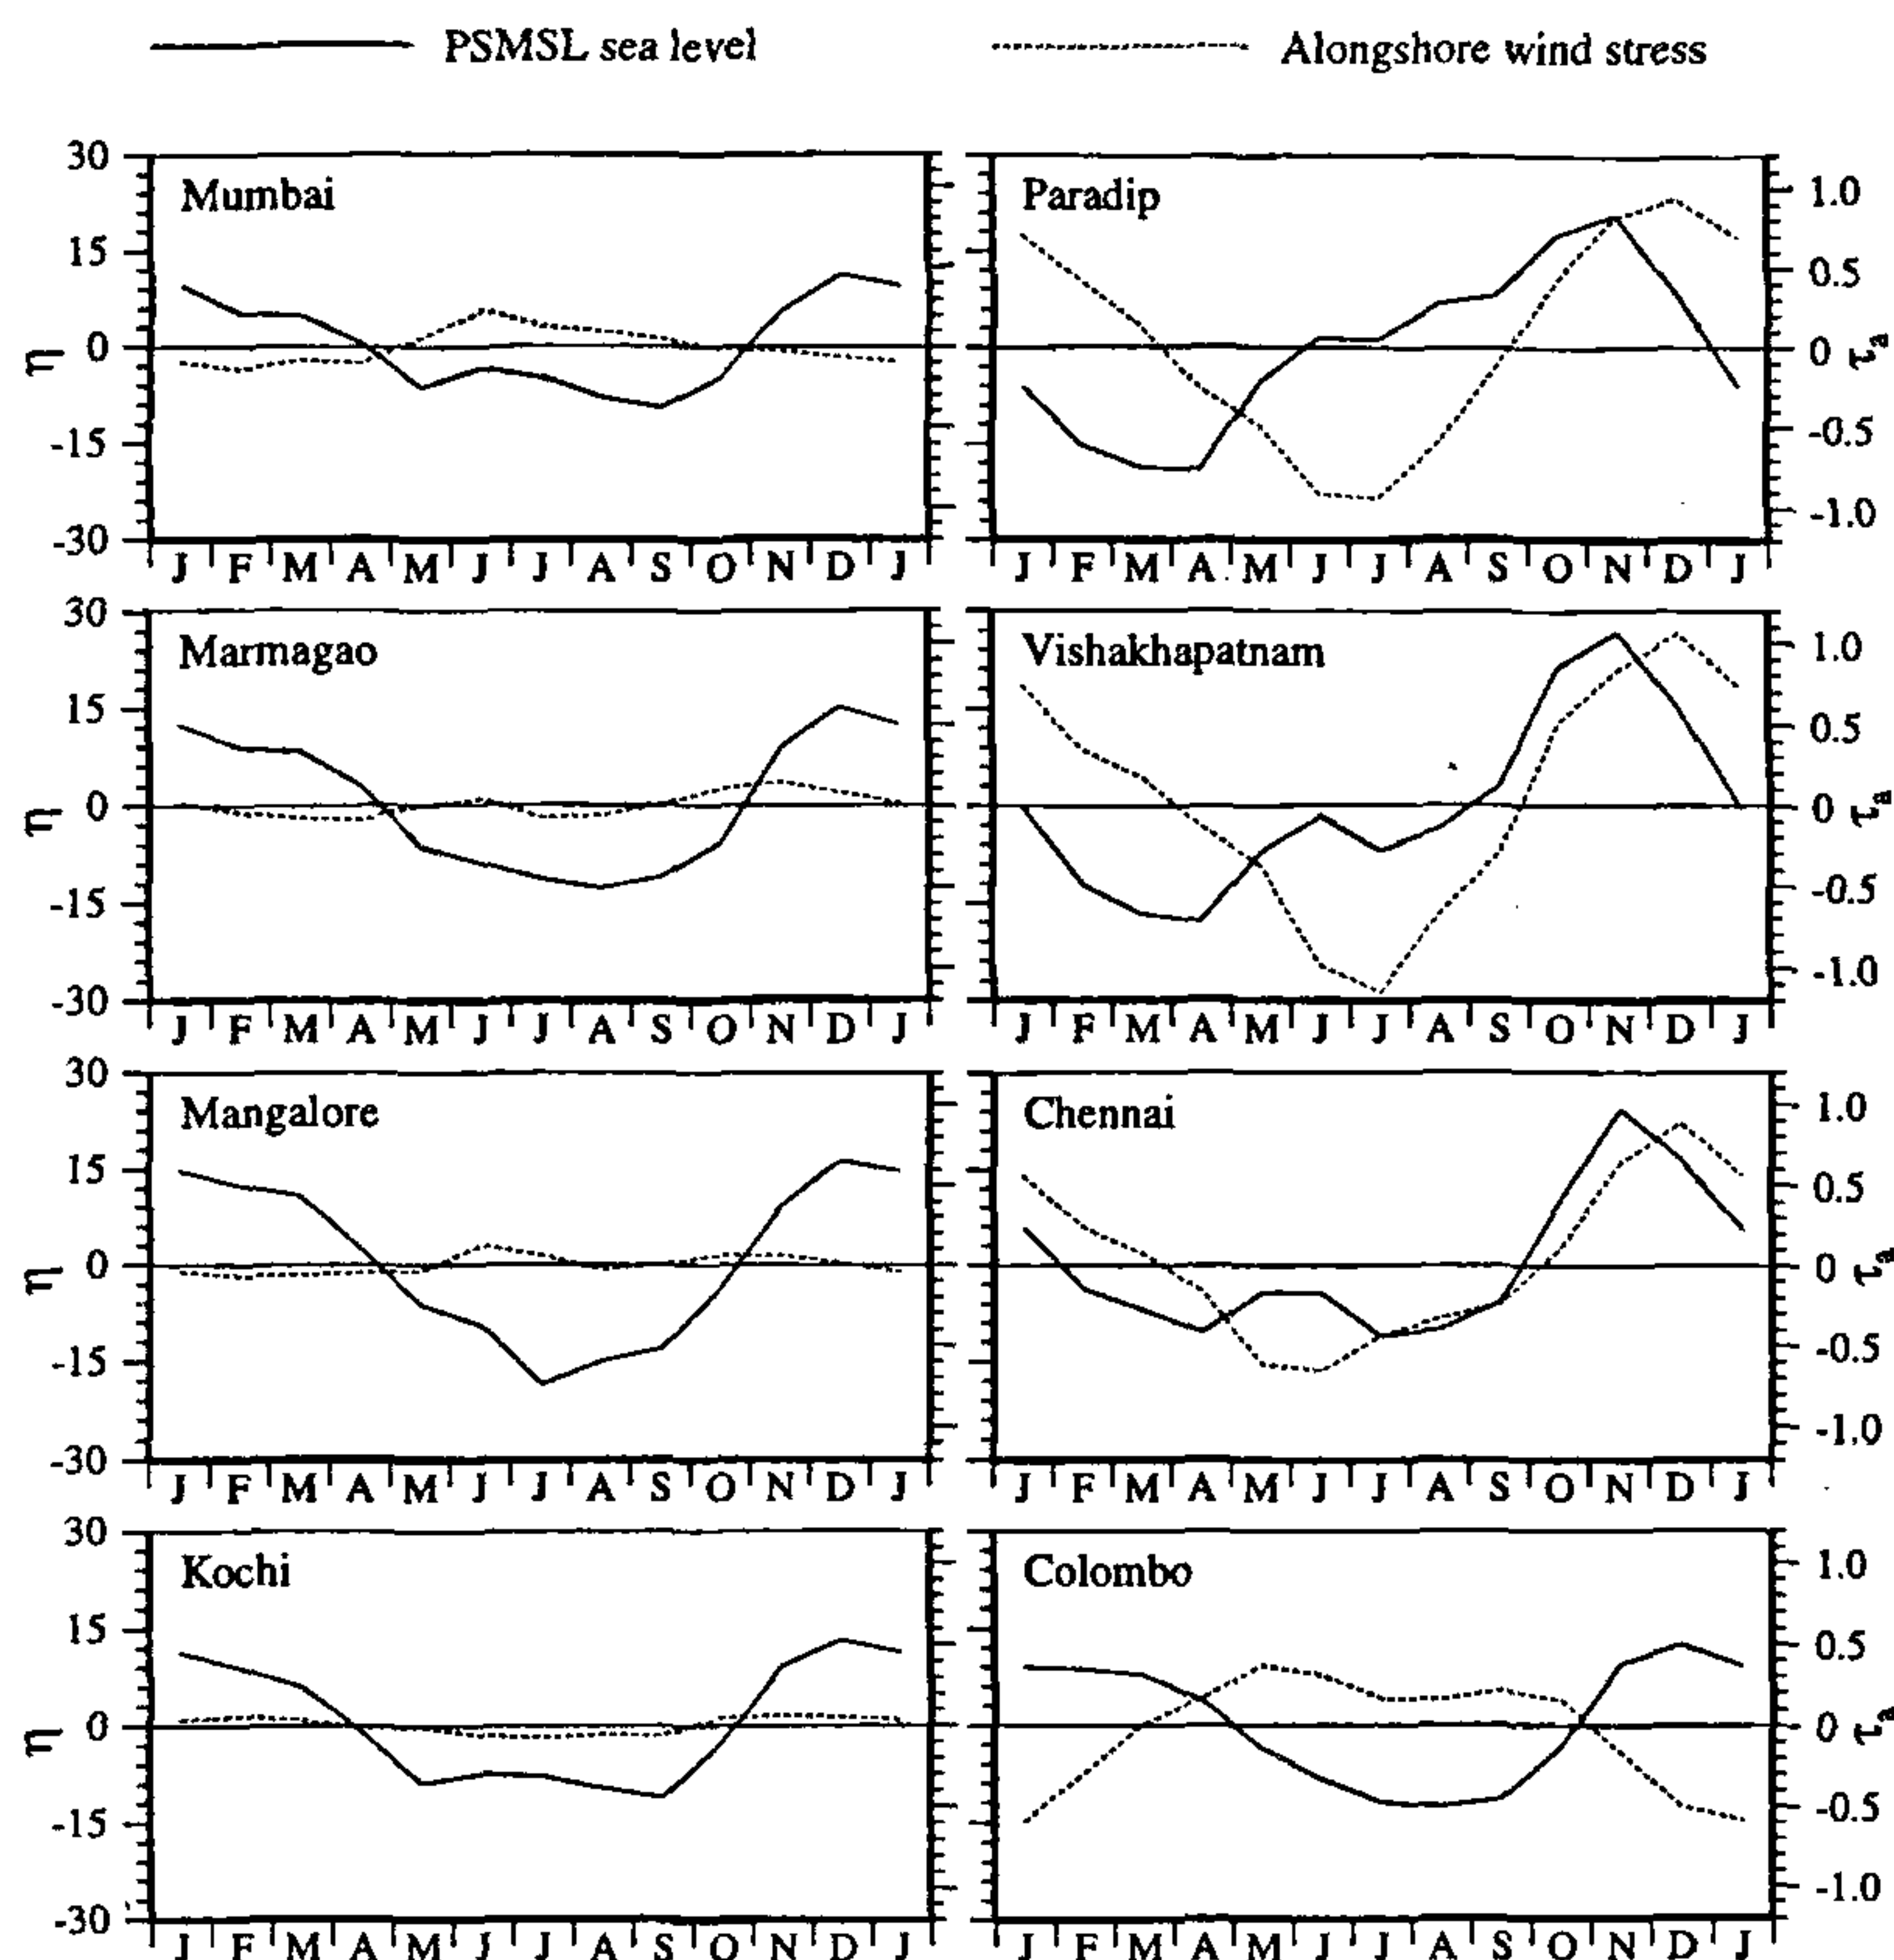 PSMSL sea level Alongshore wind stress
Mumbai Paradip
30
15
0
-15
-30
η
1.0
0.5
0
-0.5
-1.0
τa
J F M A M J J A S O N D J J F M A M J J A S O N D J
Marmagao Vishakhapatnam
30
15
0
-15
-30
η
1.0
0.5
0
-0.5
-1.0
τa
J F M A M J J A S O N D J J F M A M J J A S O N D J
Mangalore Chennai
30
15
0
-15
-30
η
1.0
0.5
0
-0.5
-1.0
τa
J F M A M J J A S O N D J J F M A M J J A S O N D J
Kochi Colombo
30
15
0
-15
-30
η
1.0
0.5
0
-0.5
-1.0
τa
J F M A M J J A S O N D J J F M A M J J A S O N D J